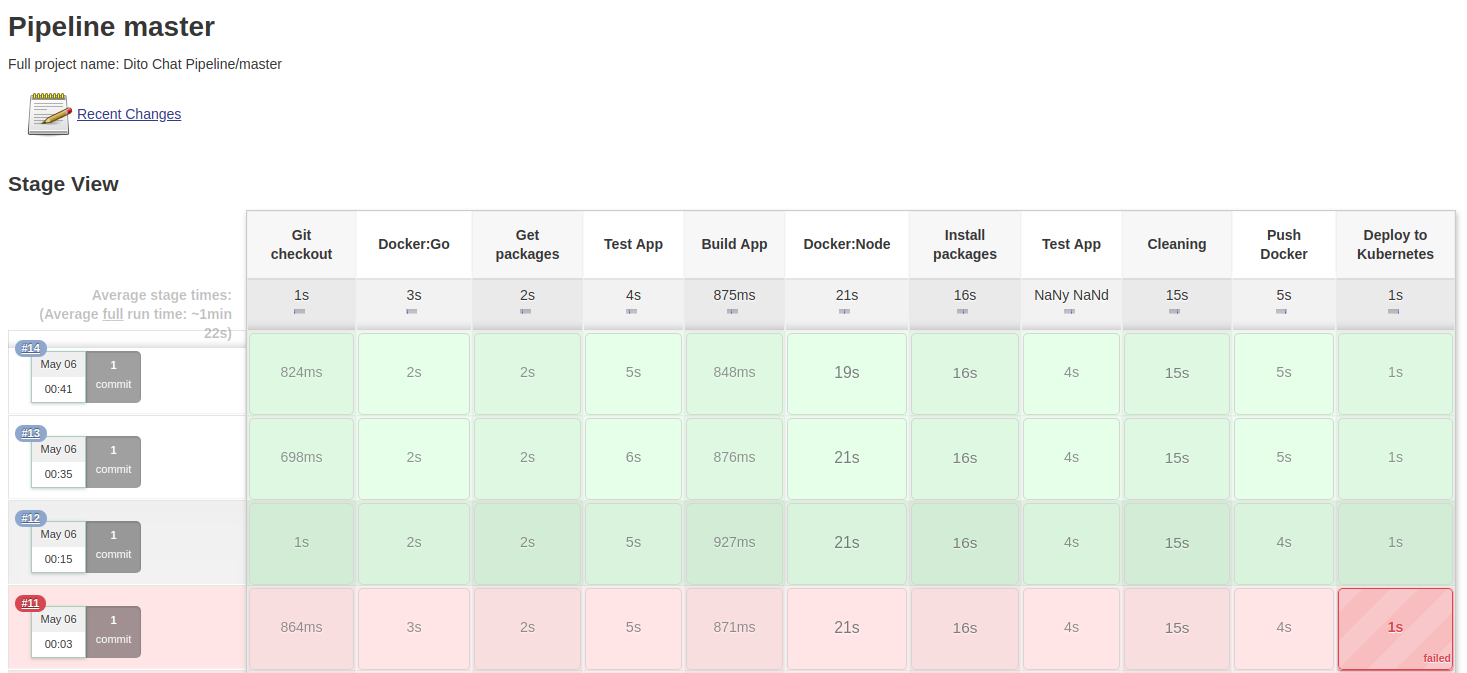 Pipeline master
Full project name: Dito Chat Pipeline/master
Recent Changes
Stage View
Git checkout
Docker:Go
Get packages
Test App
Build App
Docker:Node
Install packages
Test App
Cleaning
Push Docker
Deploy to Kubernetes
Average stage times:
(Average full run time: ~1min
22s)
1s 3s 2s 4s 875ms 21s 16s NaNy NaNd 15s 5s 1s
#14
May 06
00:41
1
commit
824ms 2s 2s 5s 848ms 19s 16s 4s 15s 5s 1s
#13
May 06
00:35
1
commit
698ms 2s 2s 6s 876ms 21s 16s 4s 15s 5s 1s
#12
May 06
00:15
1
commit
1s 2s 2s 5s 927ms 21s 16s 4s 15s 4s 1s
#11
May 06
00:03
1
commit
864ms 3s 2s 5s 871ms 21s 16s 4s 15s 4s 1s
failed